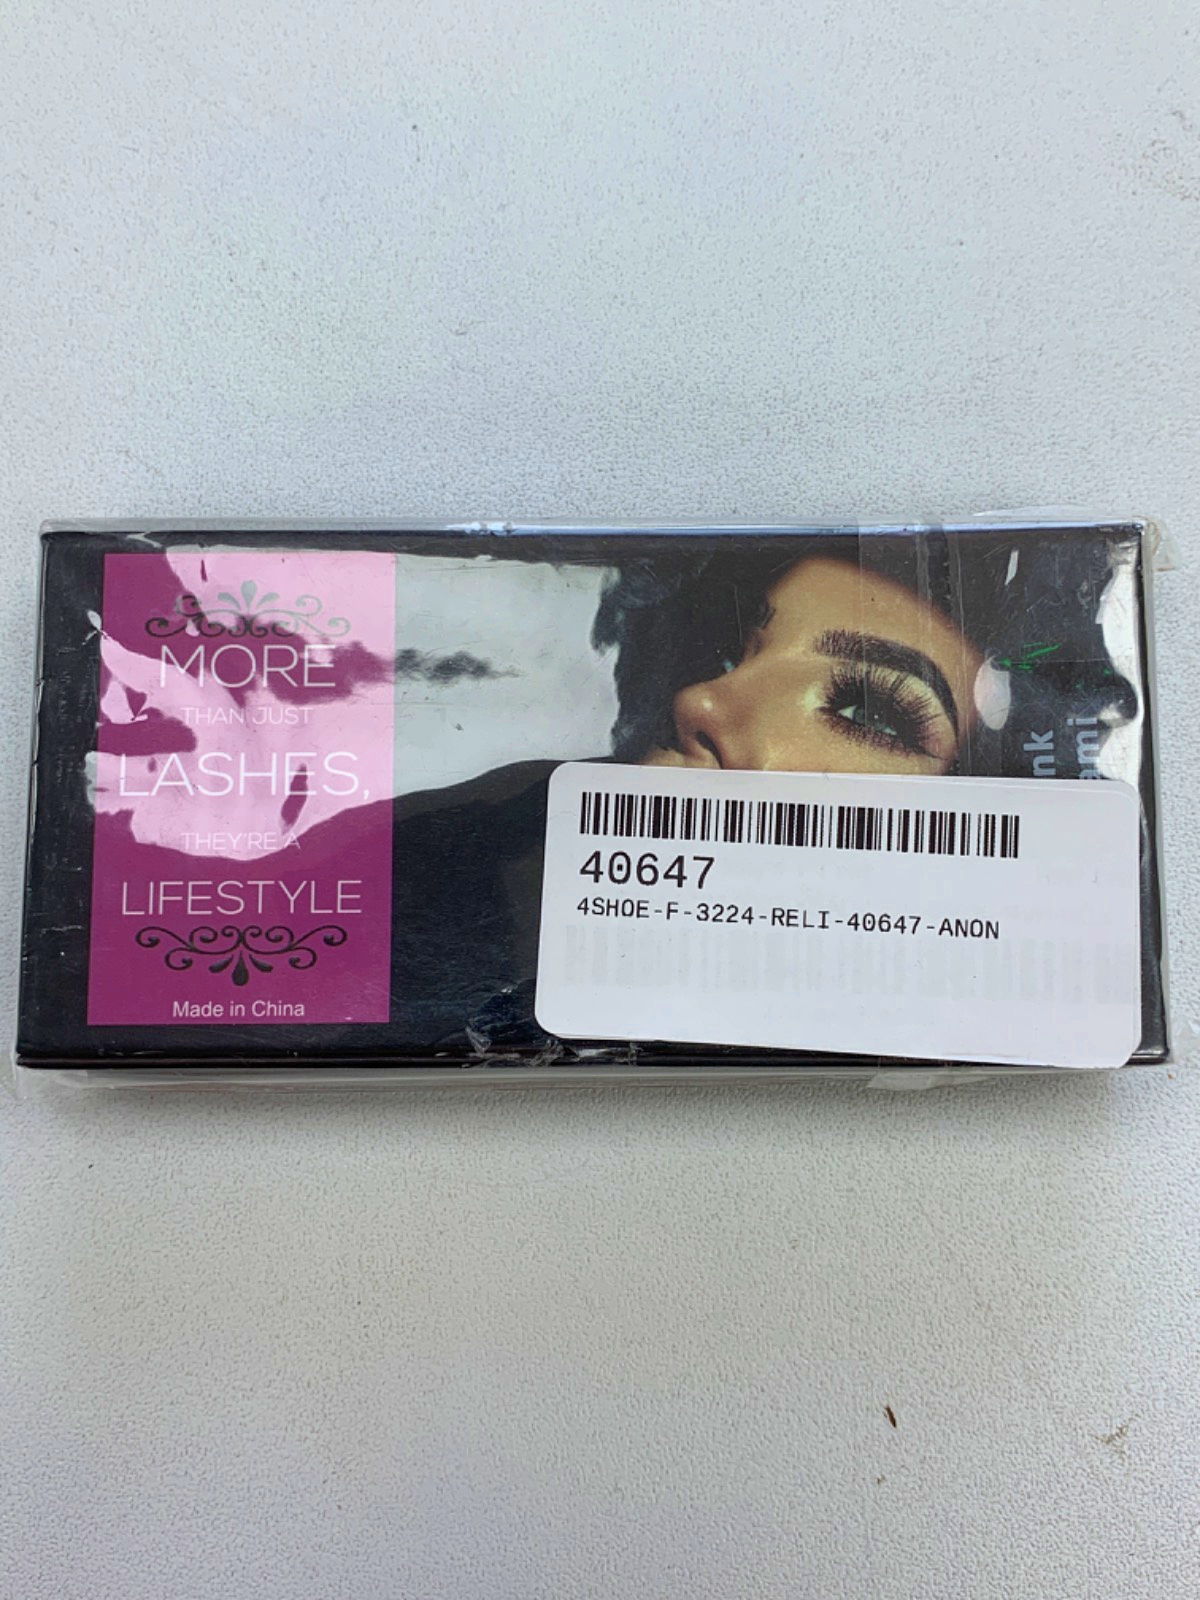 MORE
THAN JUST
LASHES,
THEY'RE A
LIFESTYLE
Made in China
40647
4SHOE-F-3224-RELI-40647-ANON